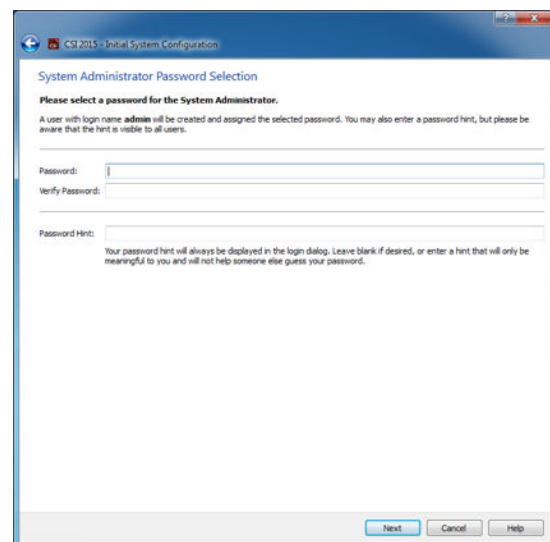 CSI 2015 - Initial System Configuration
System Administrator Password Selection
Please select a password for the System Administrator.
A user with login name admin will be created and assigned the selected password. You may also enter a password hint, but please be
aware that the hint is visible to all users.
Password:
Verify Password:
Password Hint:
Your password hint will always be displayed in the login dialog. Leave blank if desired, or enter a hint that will only be
meaningful to you and will not help someone else guess your password.
Next Cancel Help